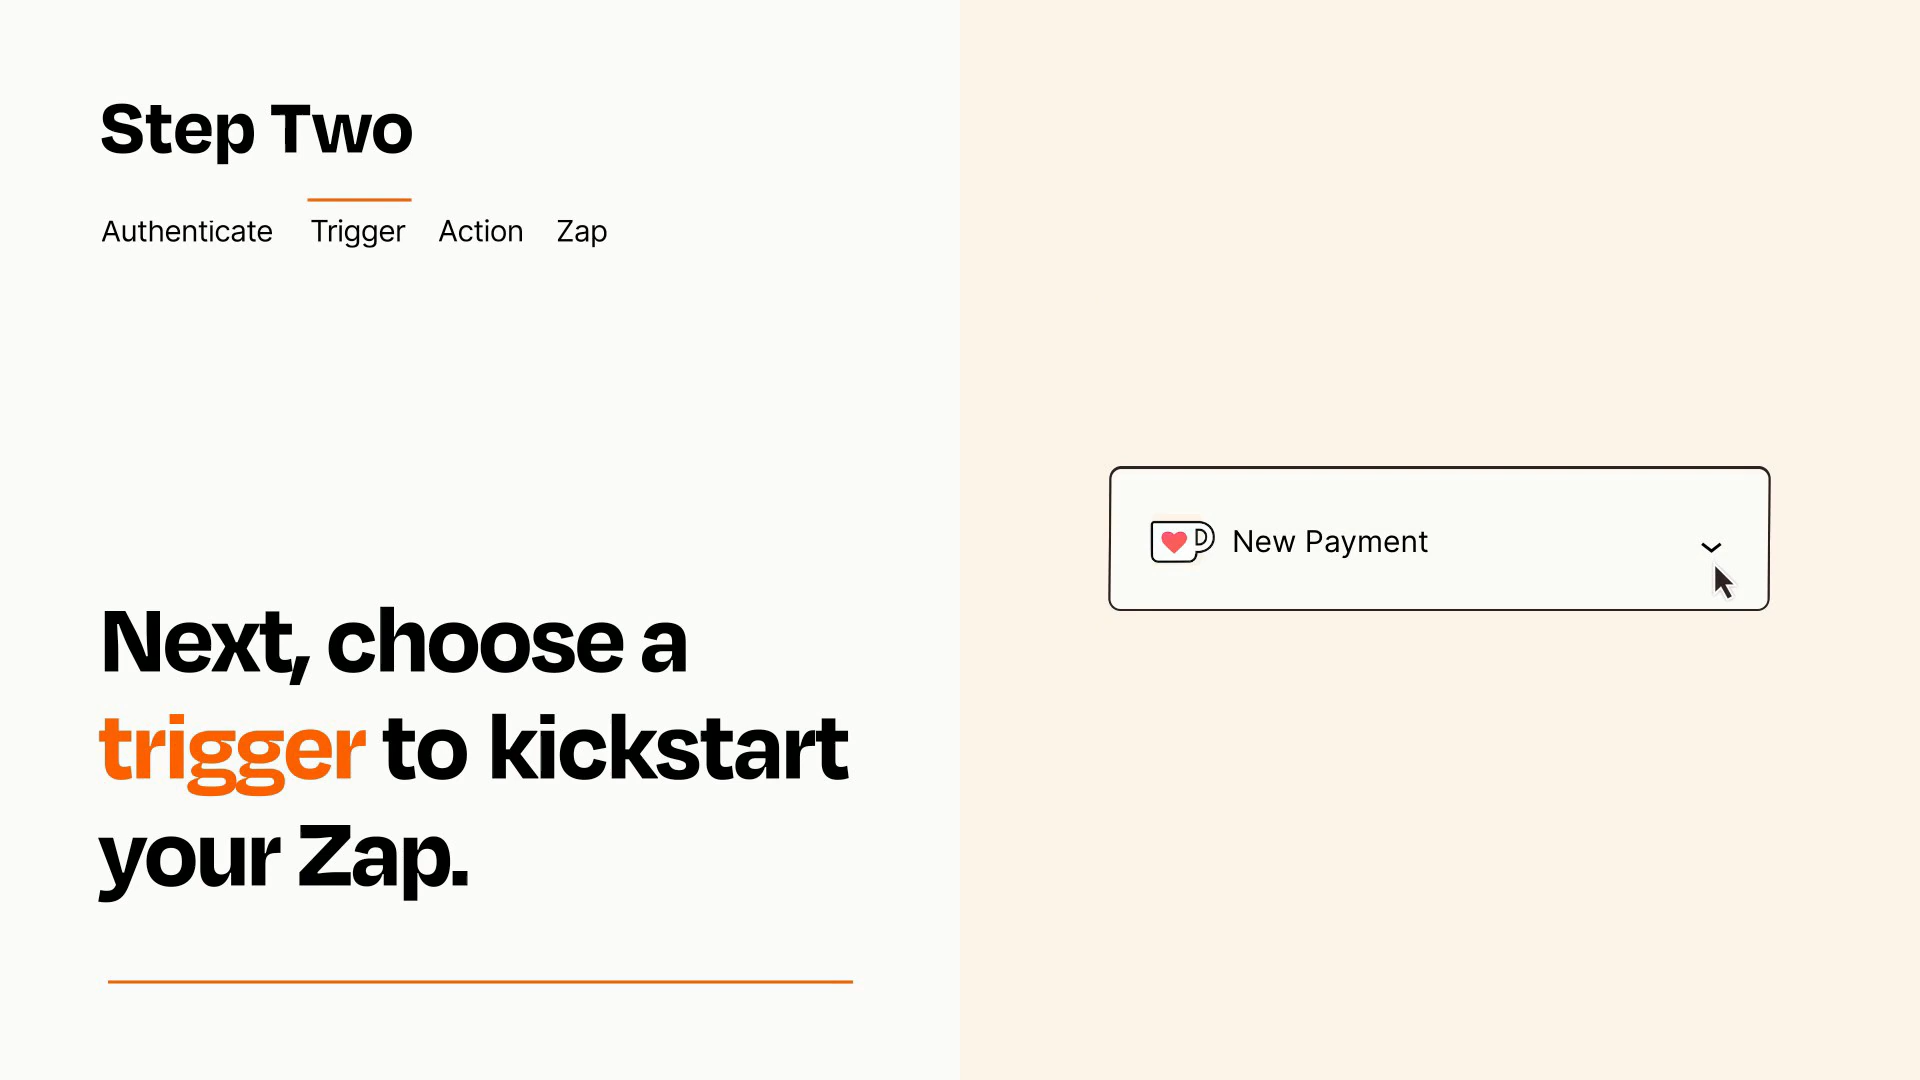 Step Two
Authenticate Trigger Action Zap
Next, choose a
trigger to kickstart
your Zap.
New Payment